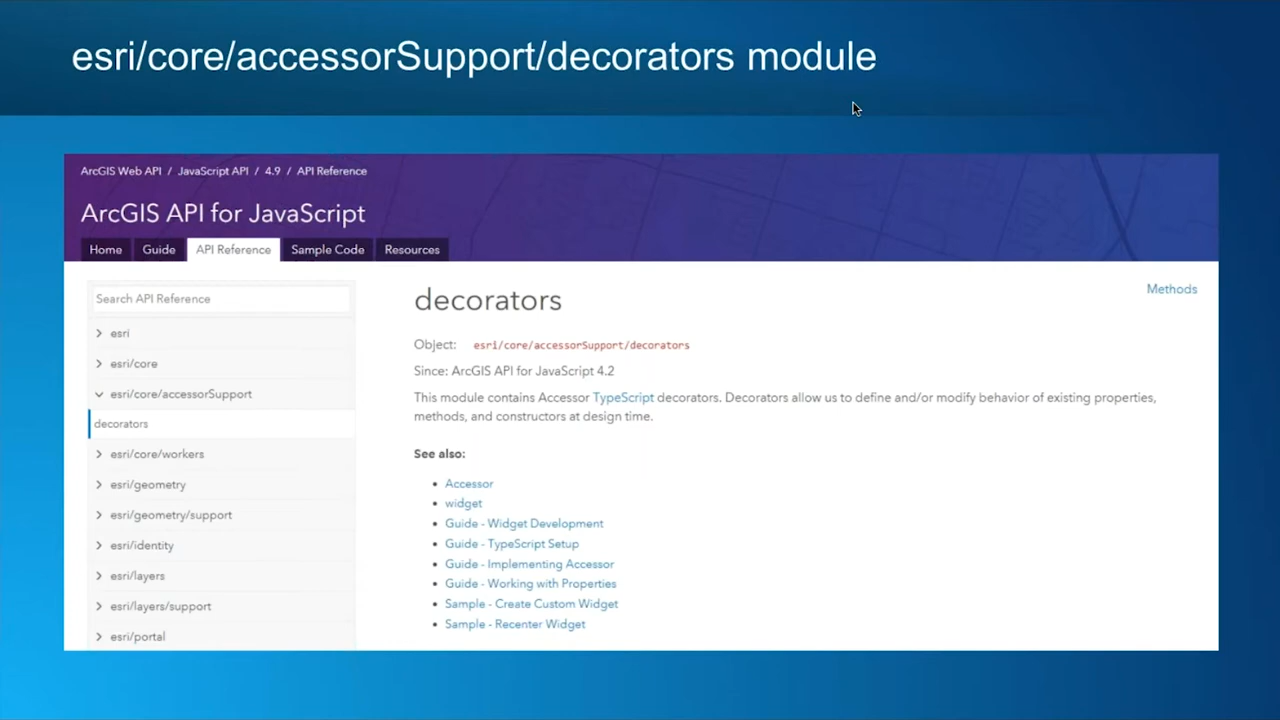 esri/core/accessorSupport/decorators module
ArcGIS Web API / JavaScript API / 4.9 / API Reference
ArcGIS API for JavaScript
Home Guide API Reference Sample Code Resources
Search API Reference
esri
esri/core
esri/core/accessorSupport
decorators
esri/core/workers
esri/geometry
esri/geometry/support
esri/identity
esri/layers
esri/layers/support
esri/portal
decorators
Methods
Object: esri/core/accessorSupport/decorators
Since: ArcGIS API for JavaScript 4.2
This module contains Accessor TypeScript decorators. Decorators allow us to define and/or modify behavior of existing properties,
methods, and constructors at design time.
See also:
• Accessor
• widget
• Guide - Widget Development
• Guide - TypeScript Setup
• Guide - Implementing Accessor
• Guide - Working with Properties
• Sample - Create Custom Widget
• Sample - Recenter Widget